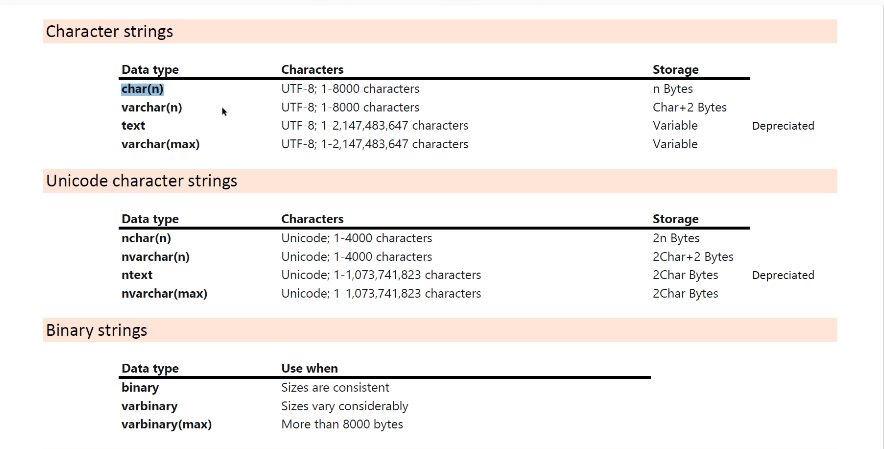 Character strings
Data type Characters Storage
char(n) UTF-8; 1-8000 characters n Bytes
varchar(n) UTF-8; 1-8000 characters Char+2 Bytes
text UTF-8; 1-2,147,483,647 characters Variable Depreciated
varchar(max) UTF-8; 1-2,147,483,647 characters Variable
Unicode character strings
Data type Characters Storage
nchar(n) Unicode; 1-4000 characters 2n Bytes
nvarchar(n) Unicode; 1-4000 characters 2Char+2 Bytes
ntext Unicode; 1-1,073,741,823 characters 2Char Bytes Depreciated
nvarchar(max) Unicode; 1-1,073,741,823 characters 2Char Bytes
Binary strings
Data type Use when
binary Sizes are consistent
varbinary Sizes vary considerably
varbinary(max) More than 8000 bytes